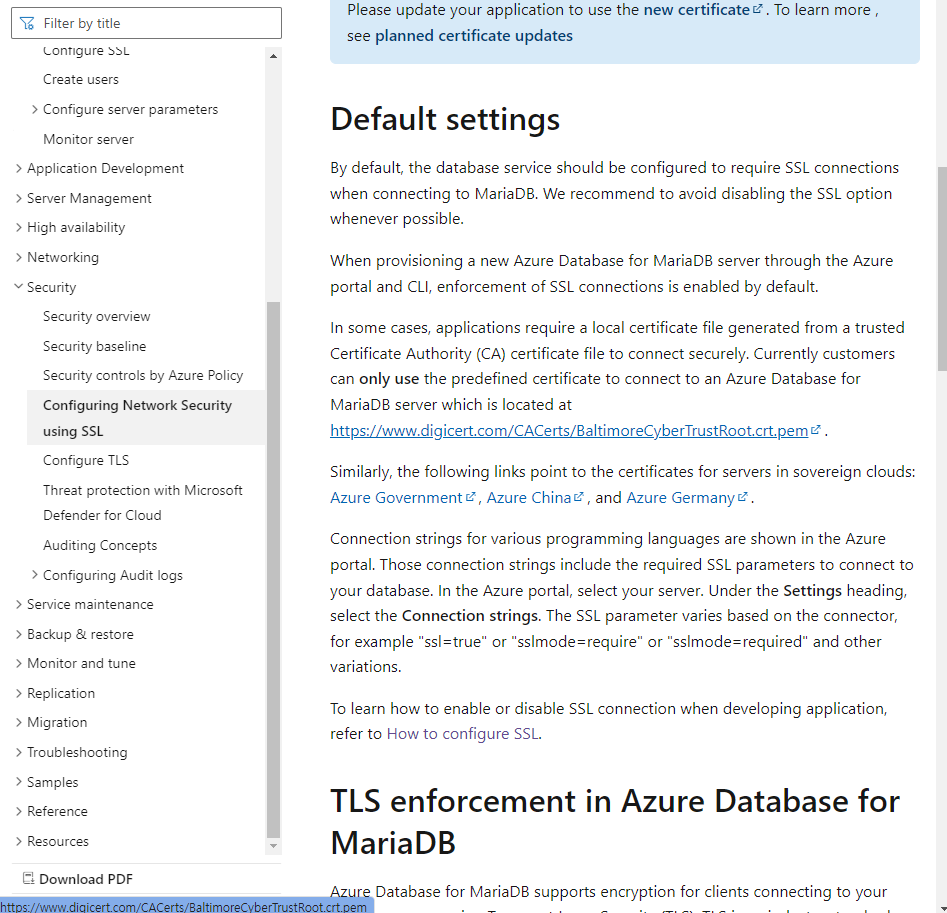 Filter by title
Configure SSL
Create users
Configure server parameters
Monitor server
Application Development
Server Management
High availability
Networking
Security
Security overview
Security baseline
Security controls by Azure Policy
Configuring Network Security
using SSL
Configure TLS
Threat protection with Microsoft
Defender for Cloud
Auditing Concepts
Configuring Audit logs
Service maintenance
Backup & restore
Monitor and tune
Replication
Migration
Troubleshooting
Samples
Reference
Resources
Download PDF
https://www.digicert.com/CACerts/BaltimoreCyberTrustRoot.crt.pem
Please update your application to use the new certificate. To learn more ,
see planned certificate updates
Default settings
By default, the database service should be configured to require SSL connections
when connecting to MariaDB. We recommend to avoid disabling the SSL option
whenever possible.
When provisioning a new Azure Database for MariaDB server through the Azure
portal and CLI, enforcement of SSL connections is enabled by default.
In some cases, applications require a local certificate file generated from a trusted
Certificate Authority (CA) certificate file to connect securely. Currently customers
can only use the predefined certificate to connect to an Azure Database for
MariaDB server which is located at
https://www.digicert.com/CACerts/BaltimoreCyberTrustRoot.crt.pem .
Similarly, the following links point to the certificates for servers in sovereign clouds:
Azure Government , Azure China , and Azure Germany .
Connection strings for various programming languages are shown in the Azure
portal. Those connection strings include the required SSL parameters to connect to
your database. In the Azure portal, select your server. Under the Settings heading,
select the Connection strings. The SSL parameter varies based on the connector,
for example "ssl=true" or "sslmode=require" or "sslmode=required" and other
variations.
To learn how to enable or disable SSL connection when developing application,
refer to How to configure SSL.
TLS enforcement in Azure Database for
MariaDB
Azure Database for MariaDB supports encryption for clients connecting to your